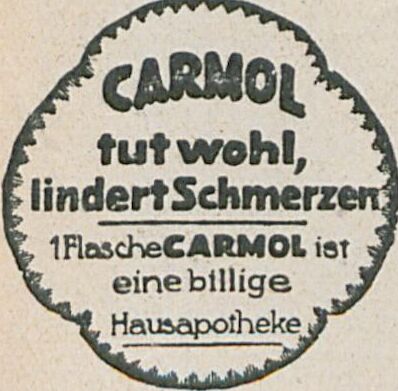 CARMOL
tut wohl,
lindert Schmerzen
1 Flasche CARMOL ist
eine billige
Hausapotheke